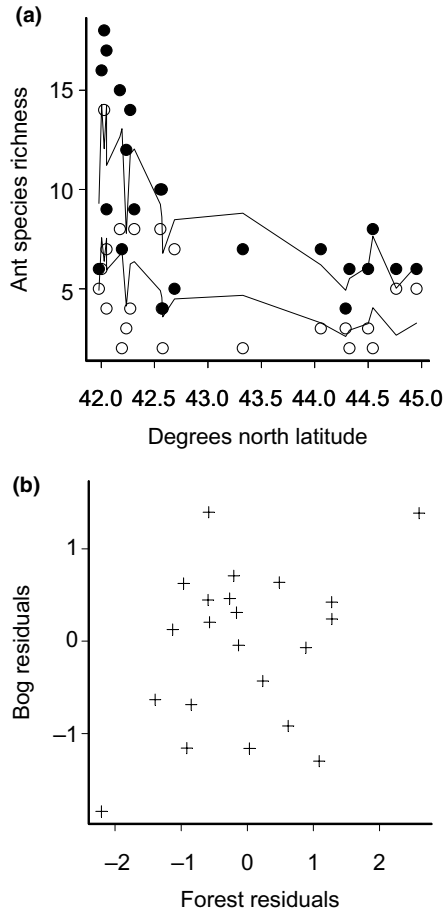 (a)
Ant species richness
15
10
5
42.0 42.5 43.0 43.5 44.0 44.5 45.0
Degrees north latitude
(b)
Bog residuals
1
0
−1
−2 −1 0 1 2
Forest residuals